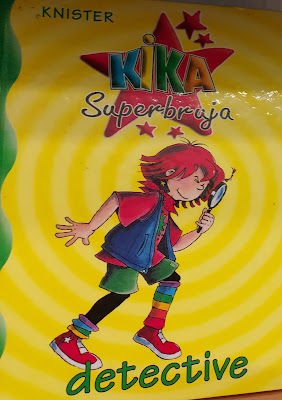 KNISTER
KIKA
Superbruja
detective